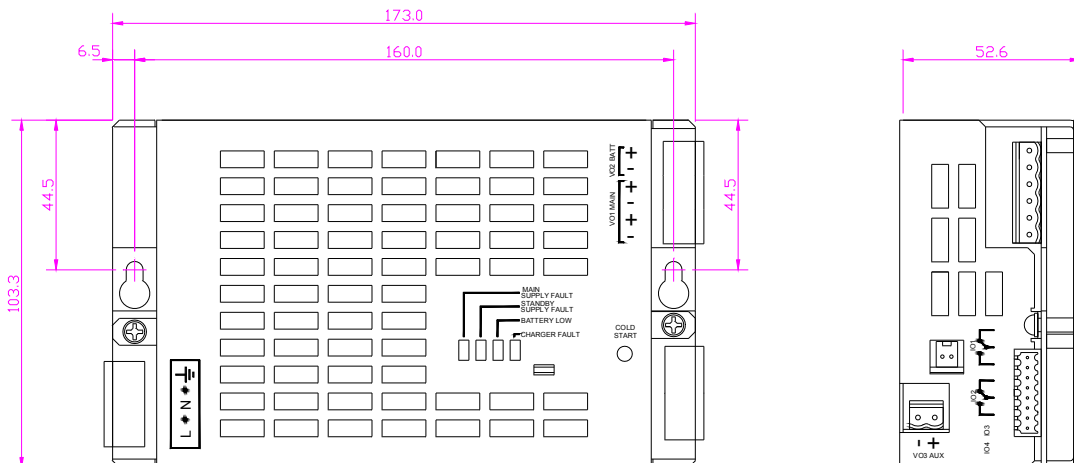 173.0
6.5
160.0
52.6
44.5
44.5
103.3
VO2 BATT
+
-
VO1 MAIN
+
-
+
-
MAIN
SUPPLY FAULT
STANDBY
SUPPLY FAULT
BATTERY LOW
CHARGER FAULT
COLD
START
L N
IO1
IO2
IO4 IO3
- +
VO3 AUX